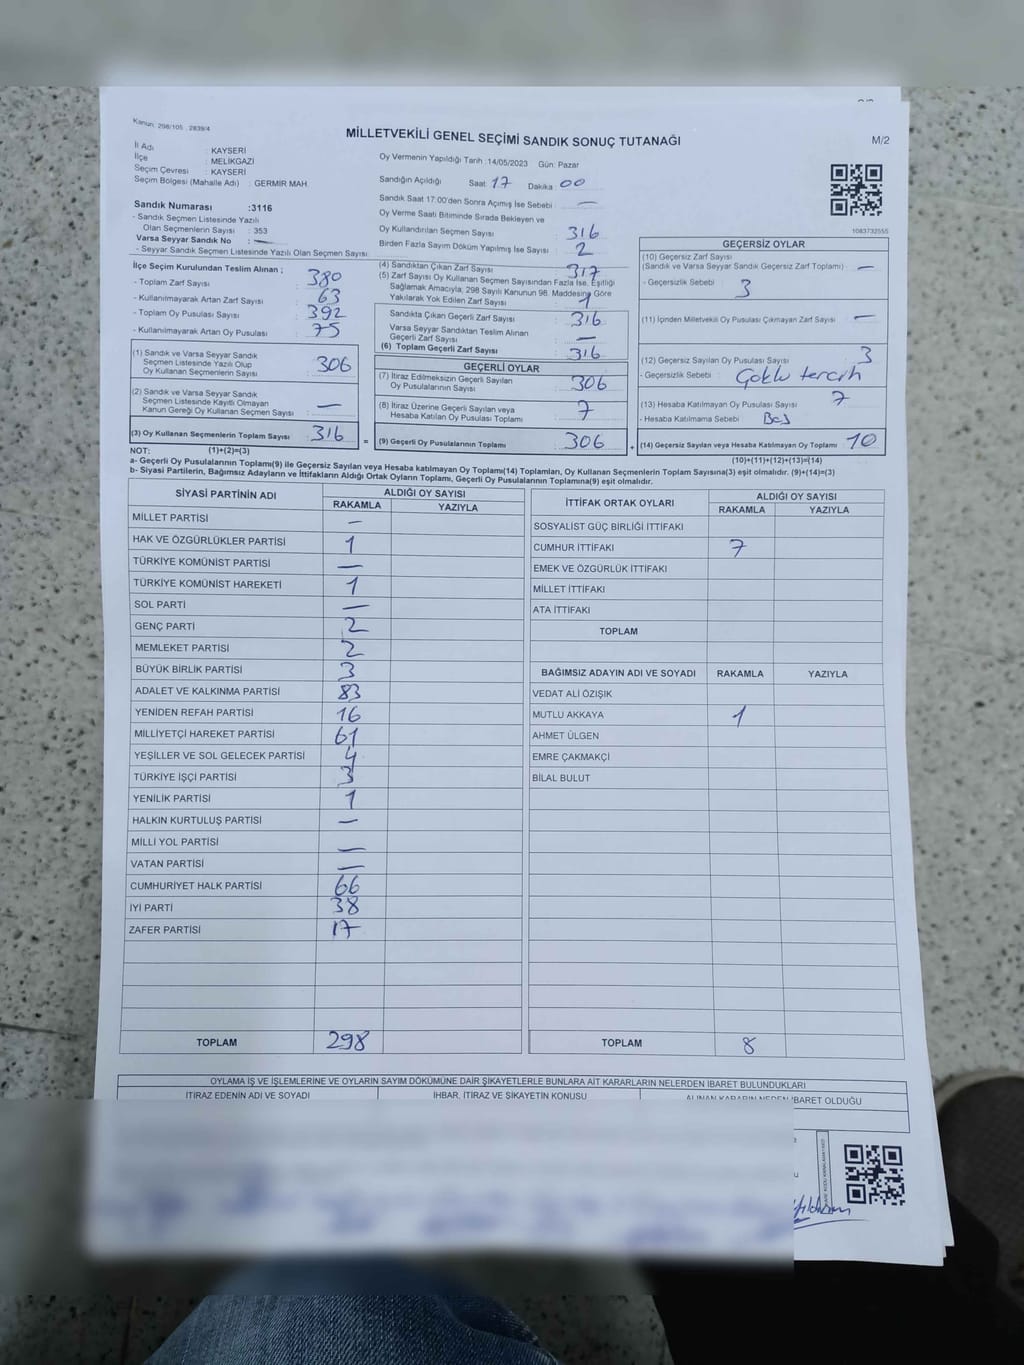 Kanun: 298/105 , 2839/4
MİLLETVEKİLİ GENEL SEÇİMİ SANDIK SONUÇ TUTANAĞI
M/2
İl Adı : KAYSERİ
İlçe : MELİKGAZİ
Seçim Çevresi : KAYSERİ
Seçim Bölgesi (Mahalle Adı) : GERMİR MAH.
Oy Vermenin Yapıldığı Tarih :14/05/2023 Gün: Pazar
Sandığın Açıldığı Saat 17 Dakika : 00
Sandık Saat 17:00'den Sonra Açımış İse Sebebi : —
Oy Verme Saati Bitiminde Sırada Bekleyen ve
Oy Kullandırılan Seçmen Sayısı : 316
Birden Fazla Sayım Döküm Yapılmış İse Sayısı : 2
Sandık Numarası :3116
- Sandık Seçmen Listesinde Yazılı
Olan Seçmenlerin Sayısı : 353
Varsa Seyyar Sandık No : —
- Seyyar Sandık Seçmen Listesinde Yazılı Olan Seçmen Sayısı:
1083732555
İlçe Seçim Kurulundan Teslim Alınan ;
- Toplam Zarf Sayısı : 380
- Kullanılmayarak Artan Zarf Sayısı : 63
- Toplam Oy Pusulası Sayısı : 392
- Kullanılmayarak Artan Oy Pusulası : 75
(4) Sandıktan Çıkan Zarf Sayısı : 317
(5) Zarf Sayısı Oy Kullanan Seçmen Sayısından Fazla İse, Eşitliği
Sağlamak Amacıyla; 298 Sayılı Kanunun 98. Maddesine Göre
Yakılarak Yok Edilen Zarf Sayısı : 1
Sandıkta Çıkan Geçerli Zarf Sayısı : 316
Varsa Seyyar Sandıktan Teslim Alınan
Geçerli Zarf Sayısı : —
(6) Toplam Geçerli Zarf Sayısı : 316
GEÇERSİZ OYLAR
(10) Geçersiz Zarf Sayısı
(Sandık ve Varsa Seyyar Sandık Geçersiz Zarf Toplamı) : —
- Geçersizlik Sebebi : 3
(11) İçinden Milletvekili Oy Pusulası Çıkmayan Zarf Sayısı : —
(12) Geçersiz Sayılan Oy Pusulası Sayısı : 3
- Geçersizlik Sebebi : Çoklu tercih
(13) Hesaba Katılmayan Oy Pusulası Sayısı : 7
- Hesaba Katılmama Sebebi : Boş
(14) Geçersiz Sayılan veya Hesaba Katılmayan Oy Toplamı 10
(10)+(11)+(12)+(13)=(14)
(1) Sandık ve Varsa Seyyar Sandık
Seçmen Listesinde Yazılı Olup
Oy Kullanan Seçmenlerin Sayısı : 306
(2) Sandık ve Varsa Seyyar Sandık
Seçmen Listesinde Kayıtlı Olmayan
Kanun Gereği Oy Kullanan Seçmen Sayısı : —
(3) Oy Kullanan Seçmenlerin Toplam Sayısı : 316
(1)+(2)=(3)
GEÇERLİ OYLAR
(7) İtiraz Edilmeksizin Geçerli Sayılan
Oy Pusulalarının Sayısı : 306
(8) İtiraz Üzerine Geçerli Sayılan veya
Hesaba Katılan Oy Pusulası Toplamı : 7
= (9) Geçerli Oy Pusulalarının Toplamı : 306 +
NOT:
a- Geçerli Oy Pusulalarının Toplamı(9) ile Geçersiz Sayılan veya Hesaba katılmayan Oy Toplamı(14) Toplamları, Oy Kullanan Seçmenlerin Toplam Sayısına(3) eşit olmalıdır. (9)+(14)=(3)
b- Siyasi Partilerin, Bağımsız Adayların ve İttifakların Aldığı Ortak Oyların Toplamı, Geçerli Oy Pusulalarının Toplamına(9) eşit olmalıdır.
SİYASİ PARTİNİN ADI ALDIĞI OY SAYISI
RAKAMLA YAZIYLA
MİLLET PARTİSİ —
HAK VE ÖZGÜRLÜKLER PARTİSİ 1
TÜRKİYE KOMÜNİST PARTİSİ —
TÜRKİYE KOMÜNİST HAREKETİ 1
SOL PARTİ —
GENÇ PARTİ 2
MEMLEKET PARTİSİ 2
BÜYÜK BİRLİK PARTİSİ 3
ADALET VE KALKINMA PARTİSİ 83
YENİDEN REFAH PARTİSİ 16
MİLLİYETÇİ HAREKET PARTİSİ 61
YEŞİLLER VE SOL GELECEK PARTİSİ 4
TÜRKİYE İŞÇİ PARTİSİ 3
YENİLİK PARTİSİ 1
HALKIN KURTULUŞ PARTİSİ —
MİLLİ YOL PARTİSİ —
VATAN PARTİSİ —
CUMHURİYET HALK PARTİSİ 66
İYİ PARTİ 38
ZAFER PARTİSİ 17
TOPLAM 298
İTTİFAK ORTAK OYLARI ALDIĞI OY SAYISI
RAKAMLA YAZIYLA
SOSYALİST GÜÇ BİRLİĞİ İTTİFAKI
CUMHUR İTTİFAKI 7
EMEK VE ÖZGÜRLÜK İTTİFAKI
MİLLET İTTİFAKI
ATA İTTİFAKI
TOPLAM
BAĞIMSIZ ADAYIN ADI VE SOYADI RAKAMLA YAZIYLA
VEDAT ALİ ÖZIŞIK
MUTLU AKKAYA 1
AHMET ÜLGEN
EMRE ÇAKMAKÇİ
BİLAL BULUT
TOPLAM 8
OYLAMA İŞ VE İŞLEMLERİNE VE OYLARIN SAYIM DÖKÜMÜNE DAİR ŞİKAYETLERLE BUNLARA AİT KARARLARIN NELERDEN İBARET BULUNDUKLARI
İTİRAZ EDENİN ADI VE SOYADI İHBAR, İTİRAZ VE ŞİKAYETİN KONUSU ALINAN KARARIN NEDEN İBARET OLDUĞU